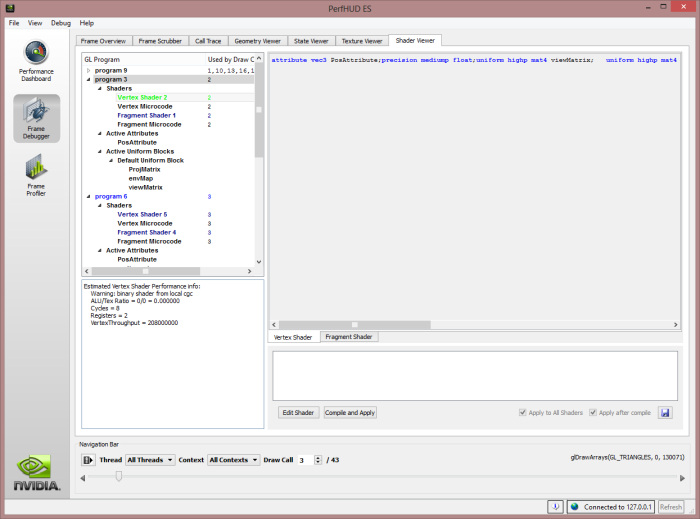 PerfHUD ES
File View Debug Help
Performance
Dashboard
Frame
Debugger
Frame
Profiler
NVIDIA.
Frame Overview Frame Scrubber Call Trace Geometry Viewer State Viewer Texture Viewer Shader Viewer
GL Program Used by Draw C
program 9 1,10,13,16,1
program 3 2
Shaders
Vertex Shader 2 2
Vertex Microcode 2
Fragment Shader 1 2
Fragment Microcode 2
Active Attributes
PosAttribute
Active Uniform Blocks
Default Uniform Block
ProjMatrix
envMap
viewMatrix
program 6 3
Shaders
Vertex Shader 5 3
Vertex Microcode 3
Fragment Shader 4 3
Fragment Microcode 3
Active Attributes
PosAttribute
Estimated Vertex Shader Performance info:
Warning: binary shader from local cgc
ALU/Tex Ratio = 0/0 = 0.000000
Cycles = 8
Registers = 2
VertexThroughput = 208000000
attribute vec3 PosAttribute;precision mediump float;uniform highp mat4 viewMatrix; uniform highp mat4
Vertex Shader Fragment Shader
Edit Shader Compile and Apply Apply to All Shaders Apply after compile
Navigation Bar
Thread All Threads Context All Contexts Draw Call 3 / 43 glDrawArrays(GL_TRIANGLES, 0, 130071)
Connected to 127.0.0.1 Refresh